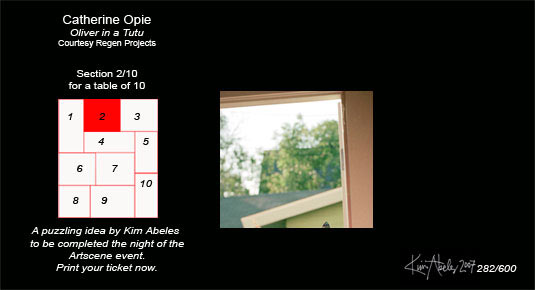 Catherine Opie
Oliver in a Tutu
Courtesy Regen Projects
Section 2/10
for a table of 10
1
2
3
4
5
6
7
10
8
9
A puzzling idea by Kim Abeles
to be completed the night of the
Artscene event.
Print your ticket now.
Kim Abeles 2007 282/600